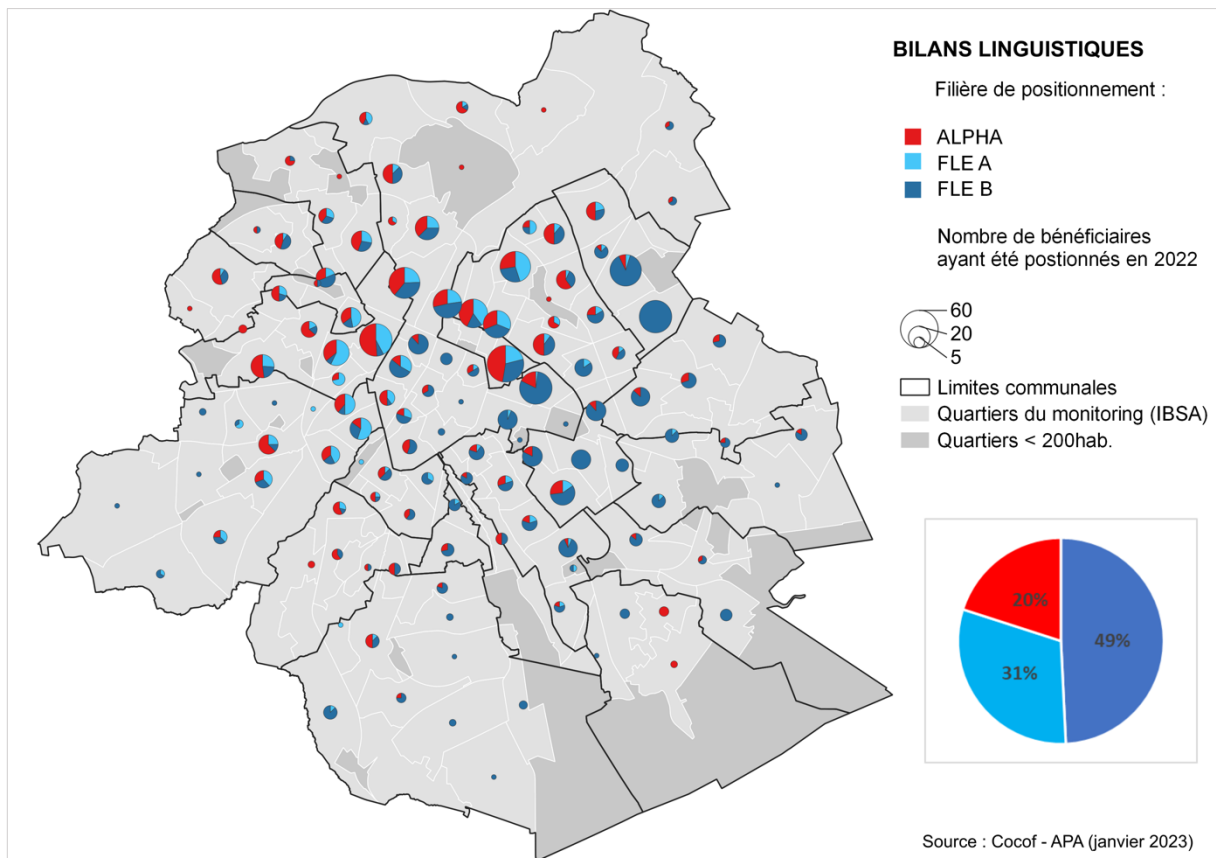 BILANS LINGUISTIQUES
Filière de positionnement :
ALPHA
FLE A
FLE B
Nombre de bénéficiaires
ayant été postionnés en 2022
60
20
5
Limites communales
Quartiers du monitoring (IBSA)
Quartiers < 200hab.
20%
49%
31%
Source : Cocof - APA (janvier 2023)